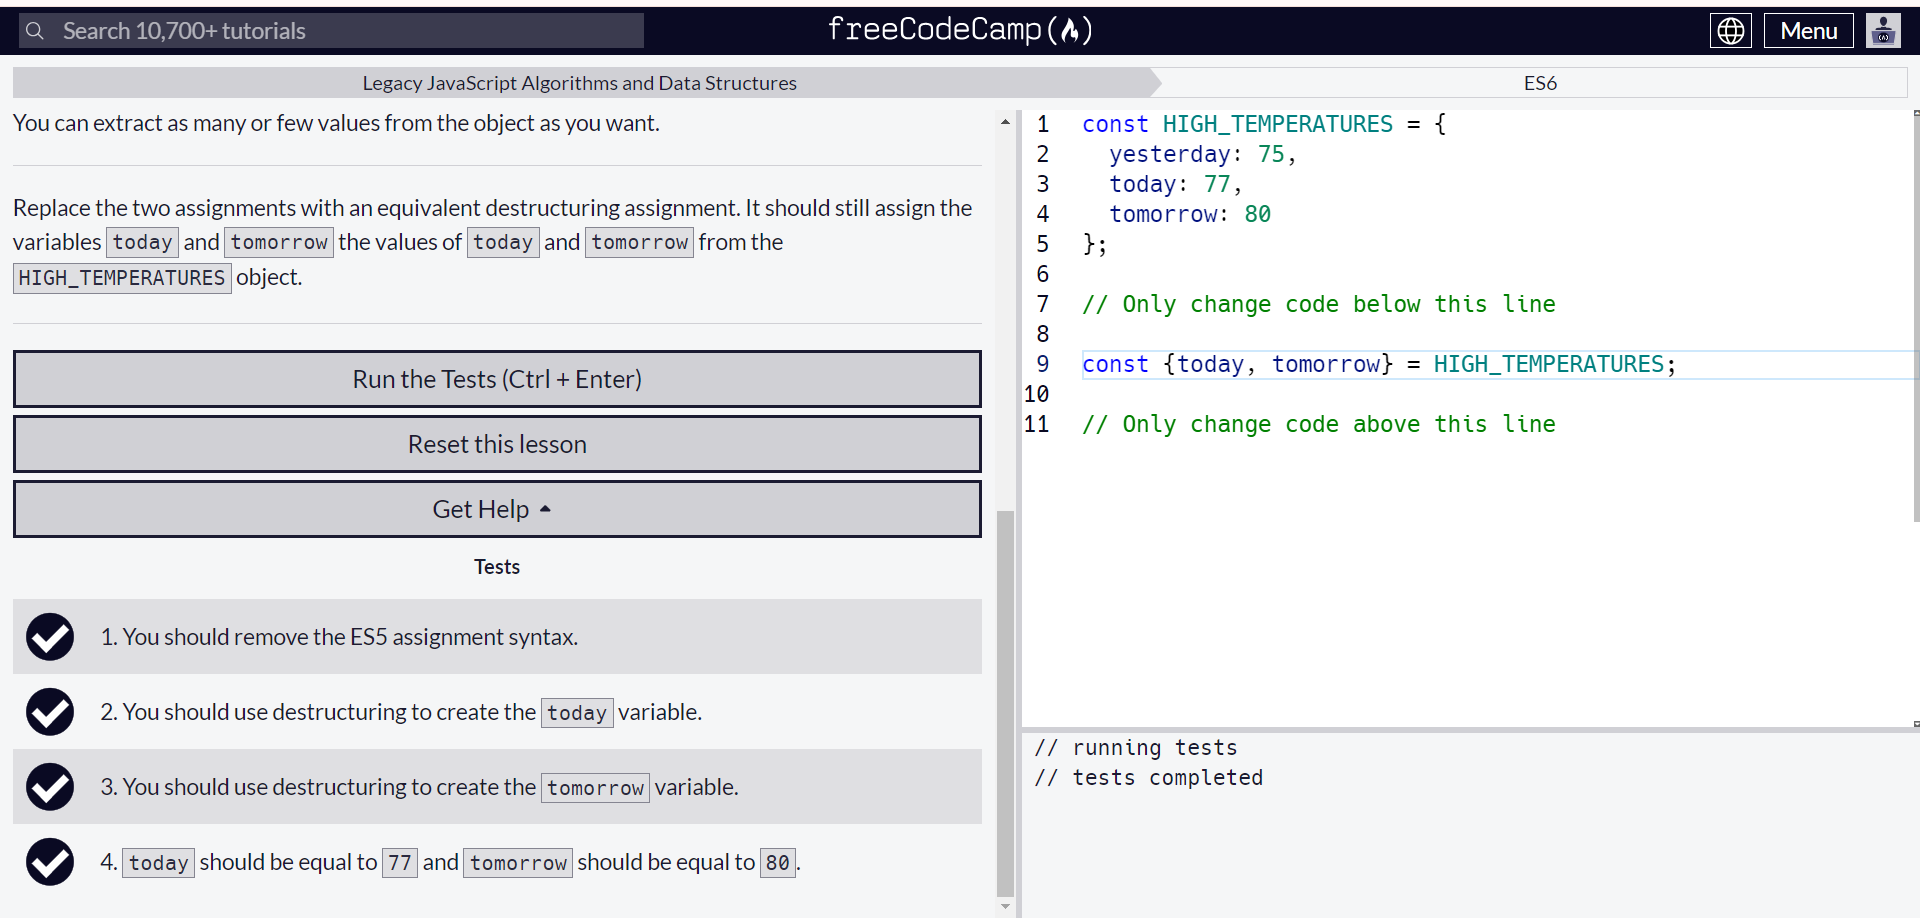 Search 10,700+ tutorials
freeCodeCamp
Menu
Legacy JavaScript Algorithms and Data Structures
ES6
You can extract as many or few values from the object as you want.
Replace the two assignments with an equivalent destructuring assignment. It should still assign the
variables today and tomorrow the values of today and tomorrow from the
HIGH_TEMPERATURES object.
Run the Tests (Ctrl + Enter)
Reset this lesson
Get Help
Tests
1. You should remove the ES5 assignment syntax.
2. You should use destructuring to create the today variable.
3. You should use destructuring to create the tomorrow variable.
4. today should be equal to 77 and tomorrow should be equal to 80.
1 const HIGH_TEMPERATURES = {
2 yesterday: 75,
3 today: 77,
4 tomorrow: 80
5 };
6
7 // Only change code below this line
8
9 const {today, tomorrow} = HIGH_TEMPERATURES;
10
11 // Only change code above this line
// running tests
// tests completed